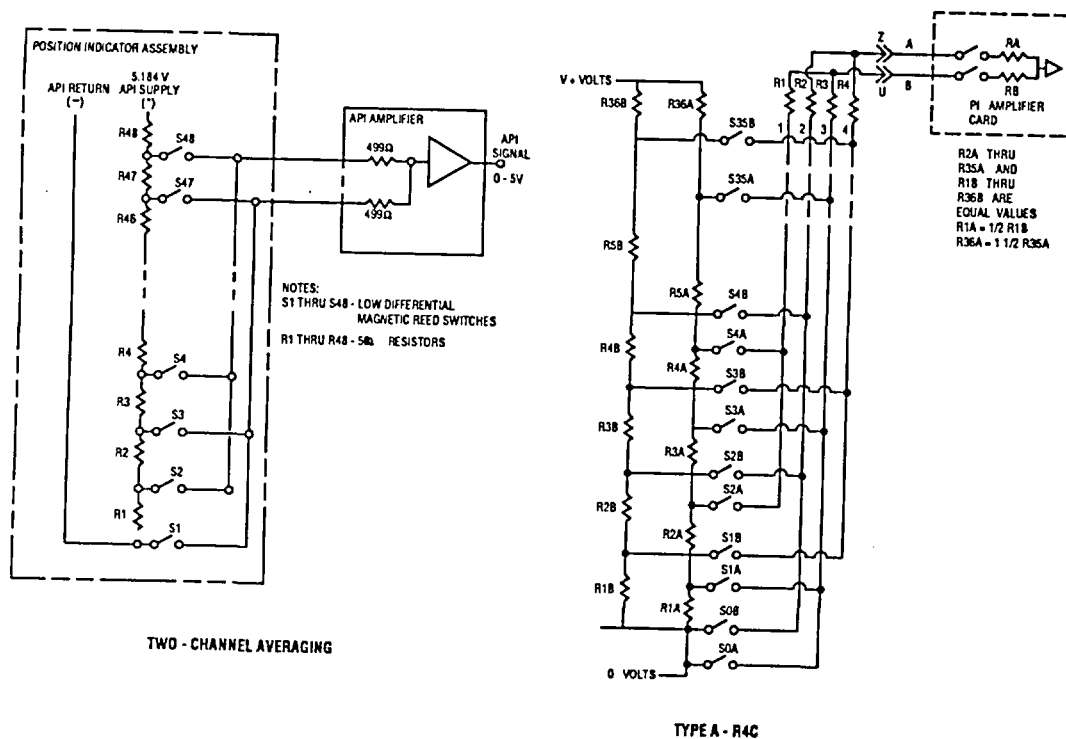 POSITION INDICATOR ASSEMBLY
5.184 V
API RETURN API SUPPLY
(−) (+)
R48
S48
R47
S47
R46
R4
S4
R3
S3
R2
S2
R1
S1
API AMPLIFIER
499Ω
499Ω
API
SIGNAL
0 - 5V
NOTES:
S1 THRU S48 - LOW DIFFERENTIAL
MAGNETIC REED SWITCHES
R1 THRU R48 - RESISTORS
TWO - CHANNEL AVERAGING
V + VOLTS
R36B
R36A
R1
R2
R3
R4
1
2
3
4
Z
A
U
B
RA
RB
PI AMPLIFIER
CARD
R2A THRU
R35A AND
R1B THRU
R36B ARE
EQUAL VALUES
R1A = 1/2 R1B
R36A = 1 1/2 R35A
S35B
S35A
R5B
R5A
S4B
S4A
R4B
R4A
S3B
S3A
R3B
R3A
S2B
S2A
R2B
R2A
S1B
S1A
R1B
R1A
S0B
S0A
0 VOLTS
TYPE A - R4C